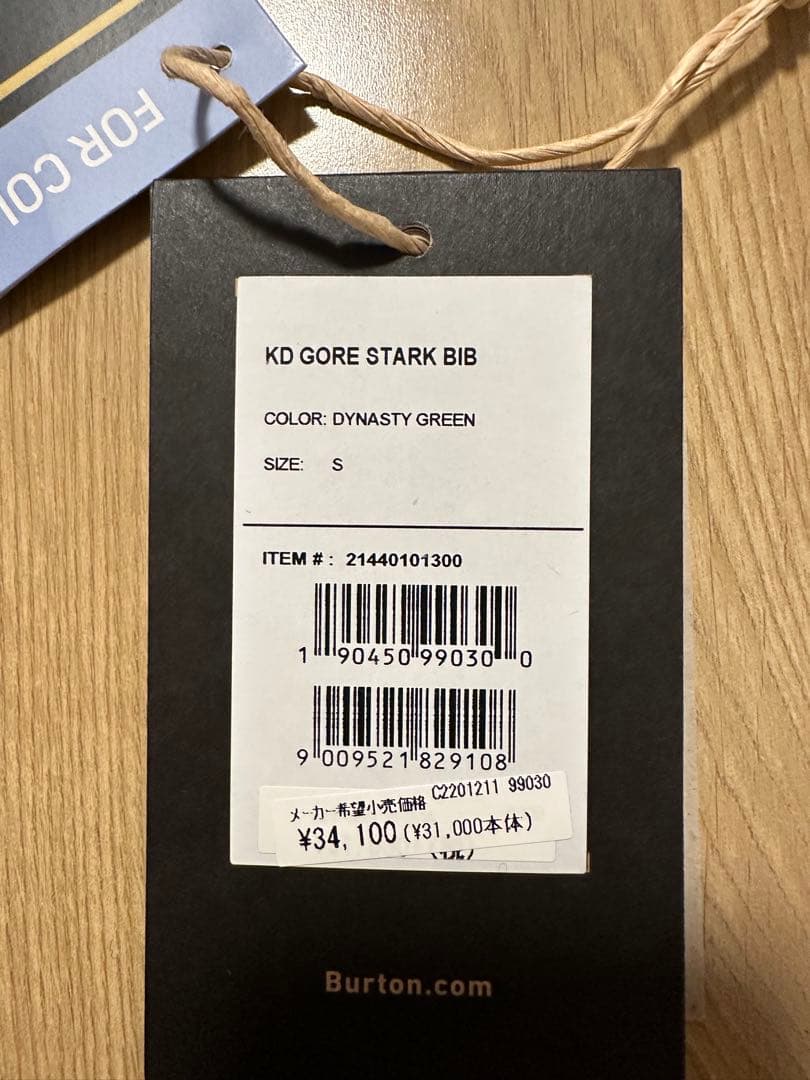 FOR COL
KD GORE STARK BIB
COLOR: DYNASTY GREEN
SIZE: S
ITEM # : 21440101300
1 90450 99030 0
9 009521 829108
メーカー希望小売価格 C2201211 99030
¥34,100 (¥31,000本体)
Burton.com